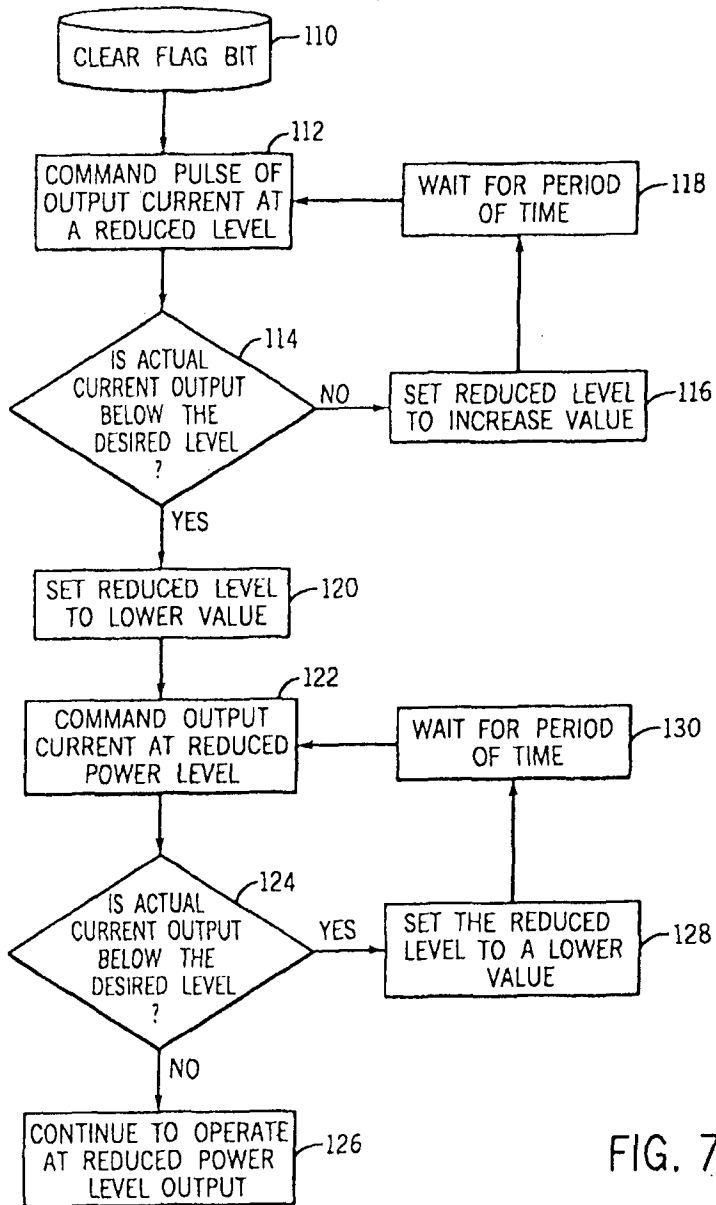 CLEAR FLAG BIT
110
112
COMMAND PULSE OF
OUTPUT CURRENT AT
A REDUCED LEVEL
WAIT FOR PERIOD
OF TIME
118
114
IS ACTUAL
CURRENT OUTPUT
BELOW THE
DESIRED LEVEL
?
NO
SET REDUCED LEVEL
TO INCREASE VALUE
116
YES
SET REDUCED LEVEL
TO LOWER VALUE
120
122
COMMAND OUTPUT
CURRENT AT REDUCED
POWER LEVEL
WAIT FOR PERIOD
OF TIME
130
124
IS ACTUAL
CURRENT OUTPUT
BELOW THE
DESIRED LEVEL
?
YES
SET THE REDUCED
LEVEL TO A LOWER
VALUE
128
NO
CONTINUE TO OPERATE
AT REDUCED POWER
LEVEL OUTPUT
126
FIG. 7